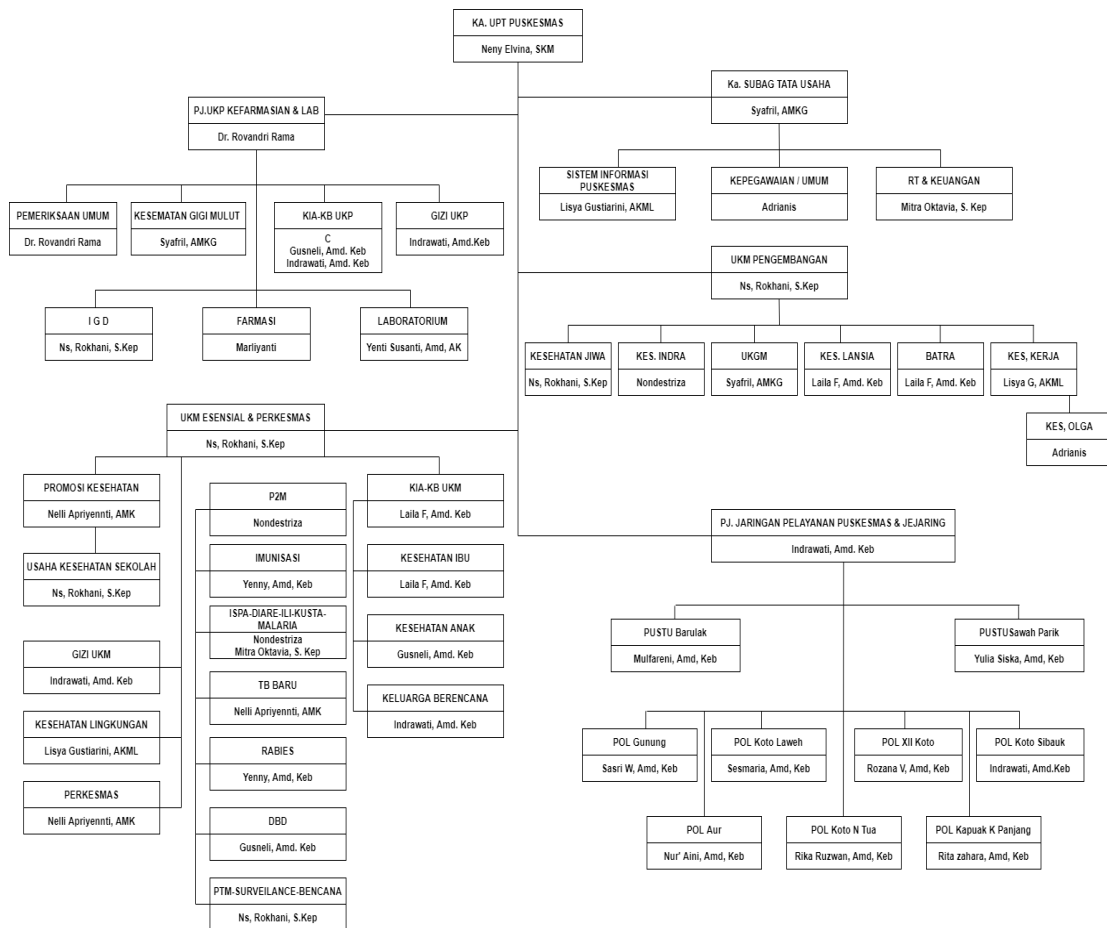 KA. UPT PUSKESMAS
Neny Elvina, SKM
Ka. SUBAG TATA USAHA
Syafril, AMKG
PJ.UKP KEFARMASIAN & LAB
Dr. Rovandri Rama
SISTEM INFORMASI
PUSKESMAS
Lisya Gustiarini, AKML
KEPEGAWAIAN / UMUM
Adrianis
RT & KEUANGAN
Mitra Oktavia, S. Kep
PEMERIKSAAN UMUM
Dr. Rovandri Rama
KESEMATAN GIGI MULUT
Syafril, AMKG
KIA-KB UKP
C
Gusneli, Amd. Keb
Indrawati, Amd. Keb
GIZI UKP
Indrawati, Amd.Keb
UKM PENGEMBANGAN
Ns, Rokhani, S.Kep
I G D
Ns, Rokhani, S.Kep
FARMASI
Marliyanti
LABORATORIUM
Yenti Susanti, Amd, AK
KESEHATAN JIWA
Ns, Rokhani, S.Kep
KES. INDRA
Nondestriza
UKGM
Syafril, AMKG
KES. LANSIA
Laila F, Amd. Keb
BATRA
Laila F, Amd. Keb
KES, KERJA
Lisya G, AKML
KES, OLGA
Adrianis
UKM ESENSIAL & PERKESMAS
Ns, Rokhani, S.Kep
PROMOSI KESEHATAN
Nelli Apriyennti, AMK
USAHA KESEHATAN SEKOLAH
Ns, Rokhani, S.Kep
GIZI UKM
Indrawati, Amd. Keb
KESEHATAN LINGKUNGAN
Lisya Gustiarini, AKML
PERKESMAS
Nelli Apriyennti, AMK
P2M
Nondestriza
IMUNISASI
Yenny, Amd, Keb
ISPA-DIARE-ILI-KUSTA-
MALARIA
Nondestriza
Mitra Oktavia, S. Kep
TB BARU
Nelli Apriyennti, AMK
RABIES
Yenny, Amd, Keb
DBD
Gusneli, Amd. Keb
PTM-SURVEILANCE-BENCANA
Ns, Rokhani, S.Kep
KIA-KB UKM
Laila F, Amd. Keb
KESEHATAN IBU
Laila F, Amd. Keb
KESEHATAN ANAK
Gusneli, Amd. Keb
KELUARGA BERENCANA
Indrawati, Amd. Keb
PJ. JARINGAN PELAYANAN PUSKESMAS & JEJARING
Indrawati, Amd. Keb
PUSTU Barulak
Mulfareni, Amd, Keb
PUSTUSawah Parik
Yulia Siska, Amd, Keb
POL Gunung
Sasri W, Amd, Keb
POL Koto Laweh
Sesmaria, Amd, Keb
POL XII Koto
Rozana V, Amd, Keb
POL Koto Sibauk
Indrawati, Amd.Keb
POL Aur
Nur' Aini, Amd, Keb
POL Koto N Tua
Rika Ruzwan, Amd, Keb
POL Kapuak K Panjang
Rita zahara, Amd, Keb